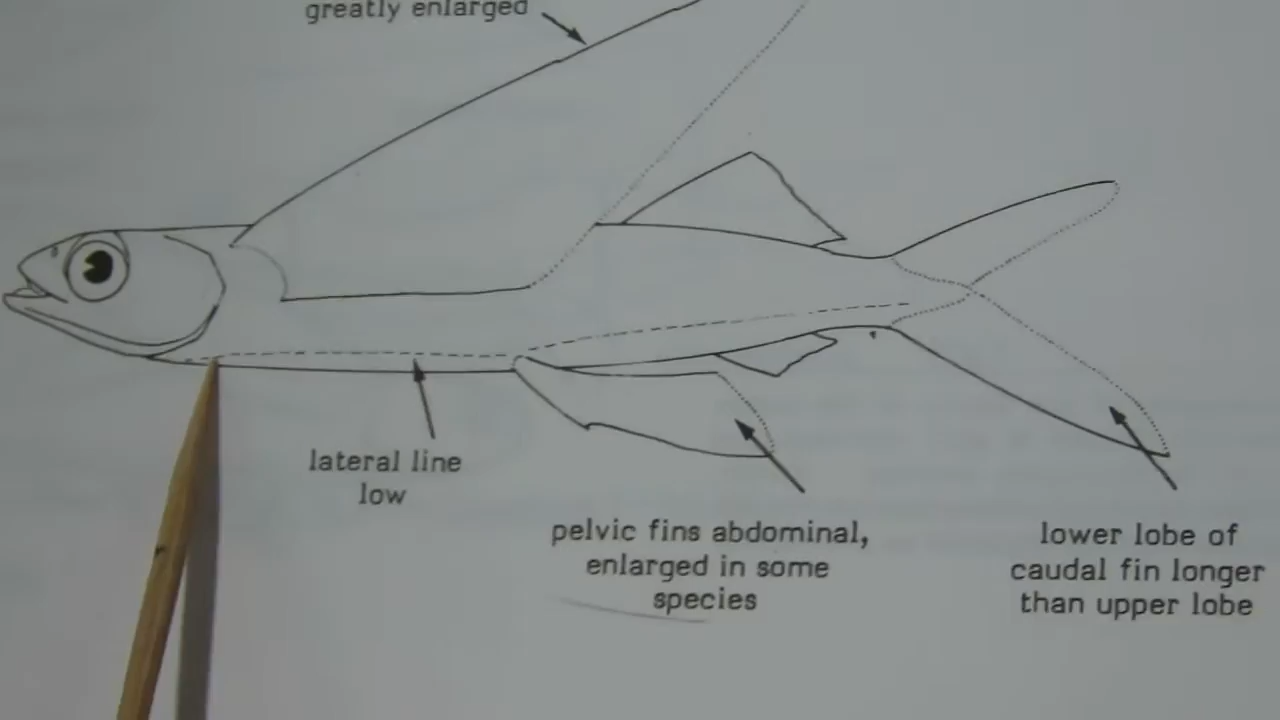 greatly enlarged
lateral line
low
pelvic fins abdominal,
enlarged in some
species
lower lobe of
caudal fin longer
than upper lobe